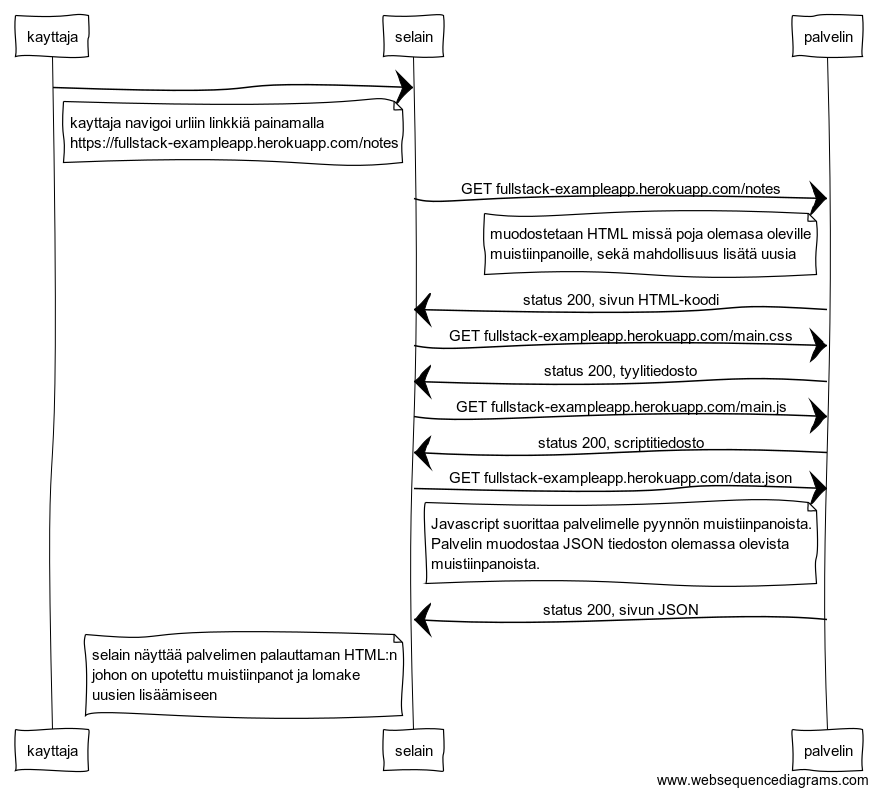 kayttaja
selain
palvelin
kayttaja navigoi urliin linkkiä painamalla
https://fullstack-exampleapp.herokuapp.com/notes
GET fullstack-exampleapp.herokuapp.com/notes
muodostetaan HTML missä poja olemasa oleville
muistiinpanoille, sekä mahdollisuus lisätä uusia
status 200, sivun HTML-koodi
GET fullstack-exampleapp.herokuapp.com/main.css
status 200, tyylitiedosto
GET fullstack-exampleapp.herokuapp.com/main.js
status 200, scriptitiedosto
GET fullstack-exampleapp.herokuapp.com/data.json
Javascript suorittaa palvelimelle pyynnön muistiinpanoista.
Palvelin muodostaa JSON tiedoston olemassa olevista
muistiinpanoista.
status 200, sivun JSON
selain näyttää palvelimen palauttaman HTML:n
johon on upotettu muistiinpanot ja lomake
uusien lisäämiseen
kayttaja
selain
palvelin
www.websequencediagrams.com